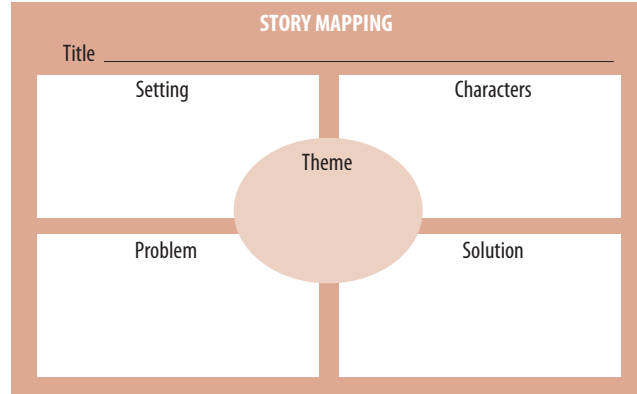 STORY MAPPING
Title
Setting
Characters
Theme
Problem
Solution